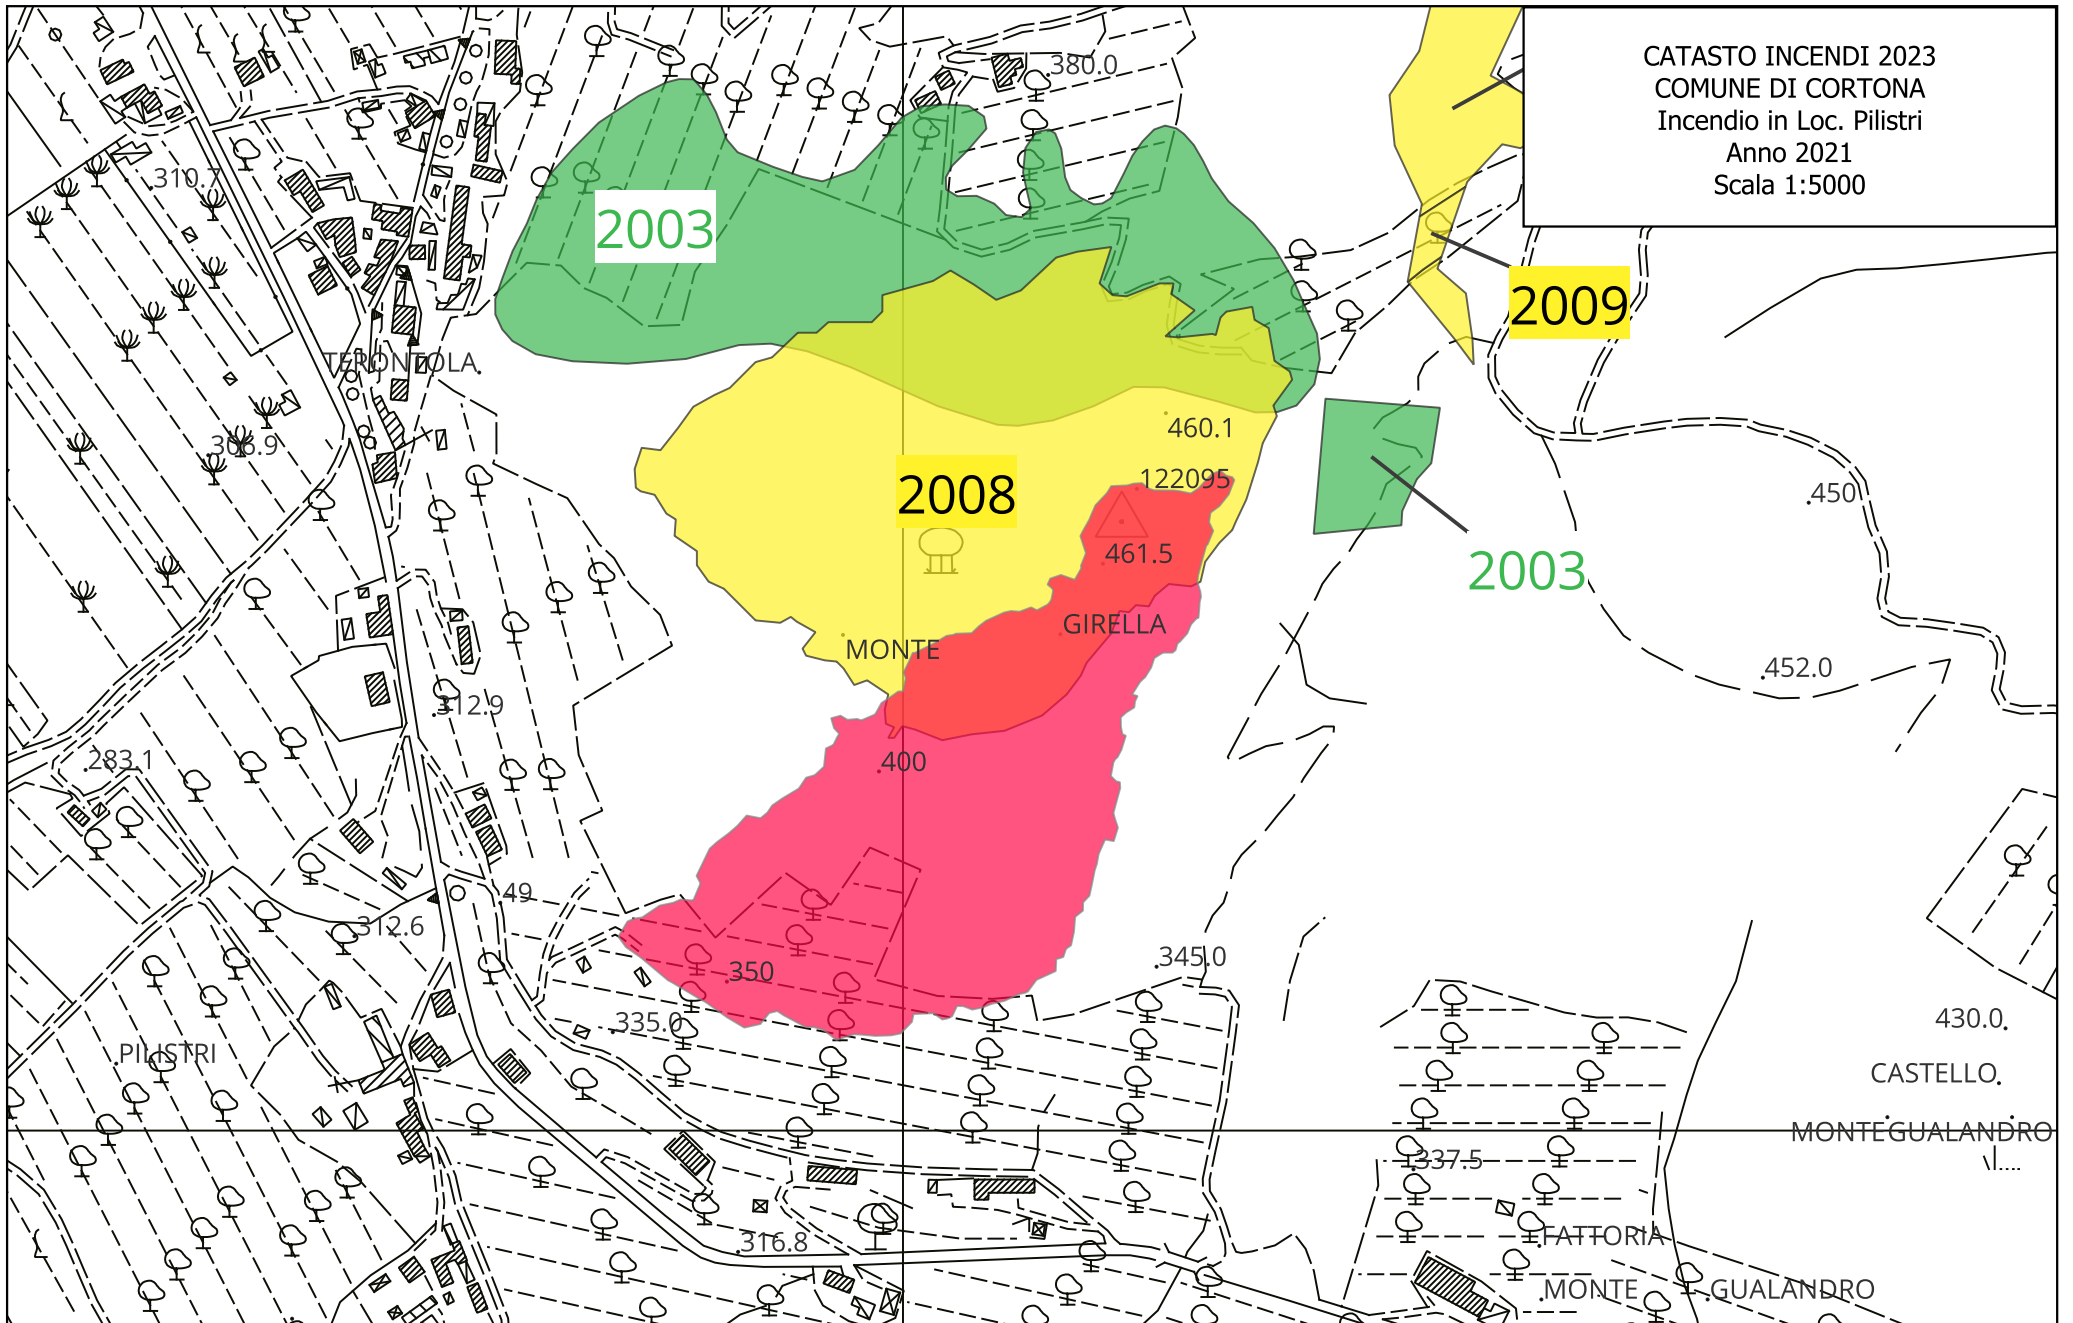 CATASTO INCENDI 2023
COMUNE DI CORTONA
Incendio in Loc. Pilistri
Anno 2021
Scala 1:5000
.380.0
.310.7
2003
2009
TERONTOLA
.460.1
.306.9
122095
2008
.450
461.5
2003
GIRELLA
MONTE
.452.0
.312.9
.283.1
.400
.49
.312.6
.345.0
.350
.335.0
430.0.
PILISTRI
CASTELLO
MONTEGUALANDRO
.337.5
.316.8
FATTORIA
MONTE
GUALANDRO